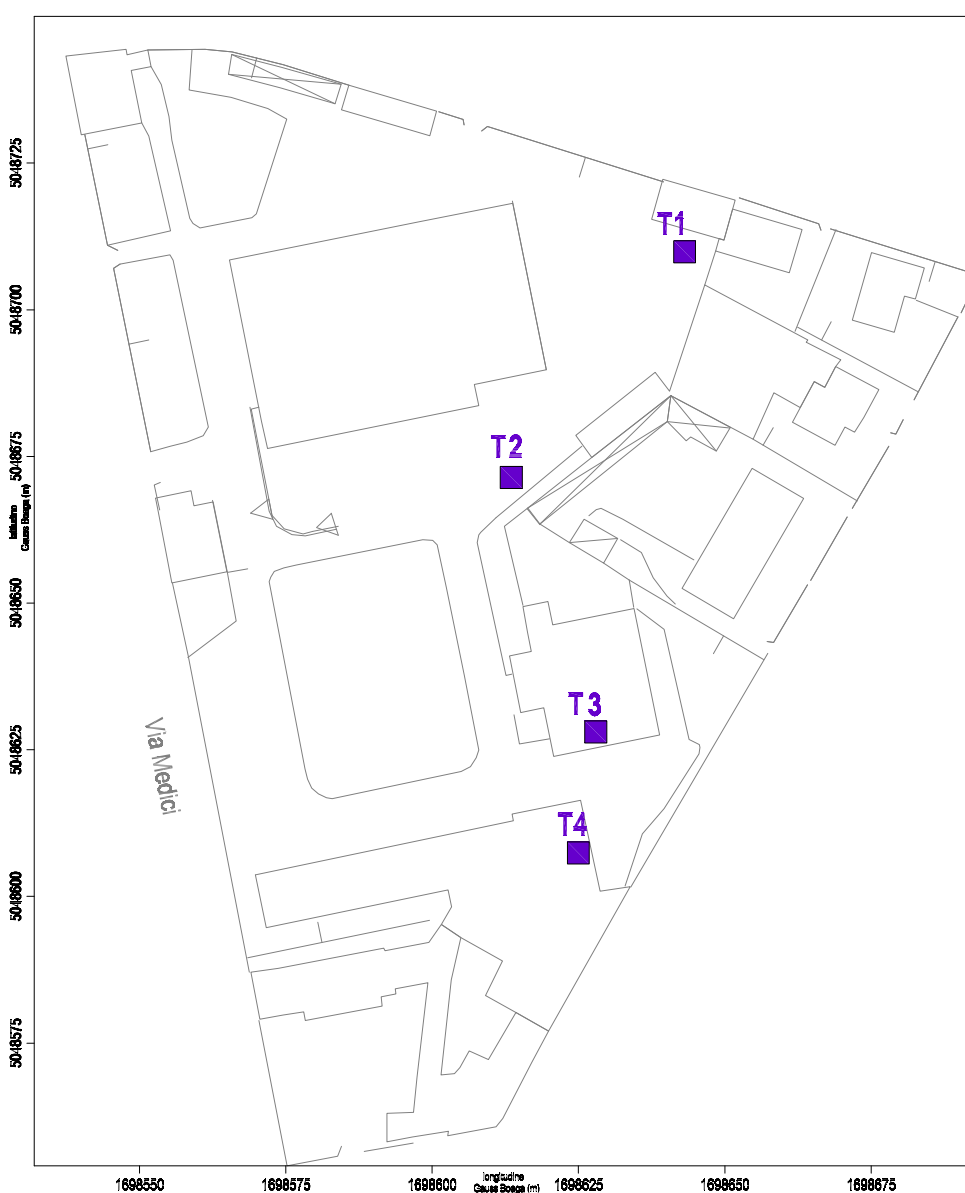 T1
T2
T3
T4
Via Medici
5048725
5048700
5048675
5048650
5048625
5048600
5048575
latitudine
Gauss Boaga (m)
1698550
1698575
1698600
1698625
1698650
1698675
longitudine
Gauss Boaga (m)